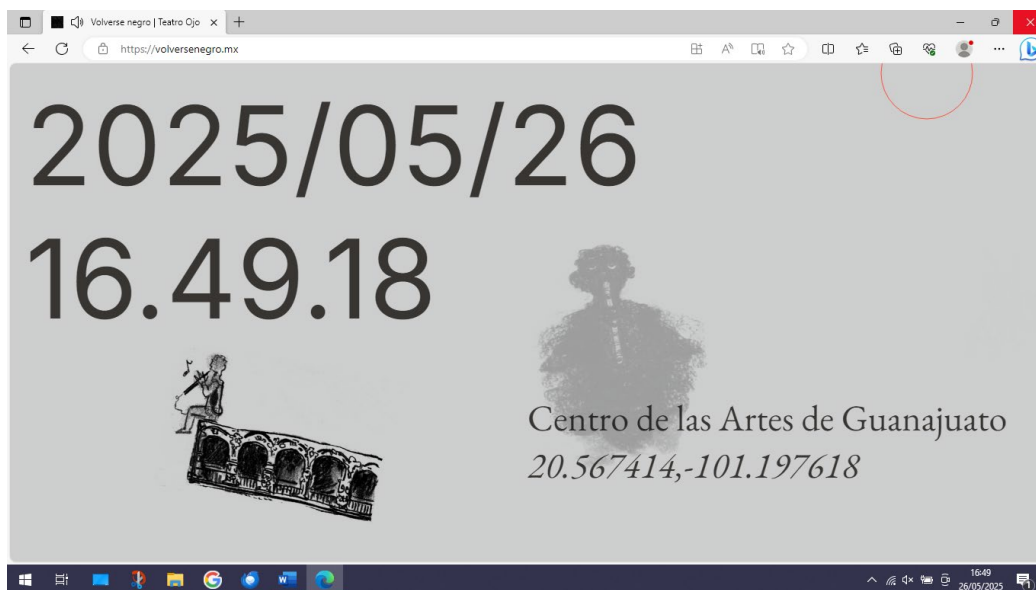 Volverse negro | Teatro Ojo
https://volversenegro.mx
2025/05/26
16.49.18
Centro de las Artes de Guanajuato
20.567414,-101.197618
16:49
26/05/2025